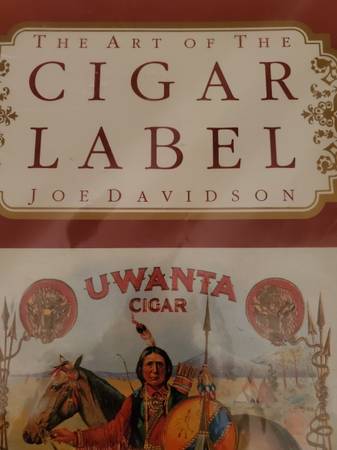 THE ART OF THE
CIGAR
LABEL
JOE DAVIDSON
UWANTA
CIGAR